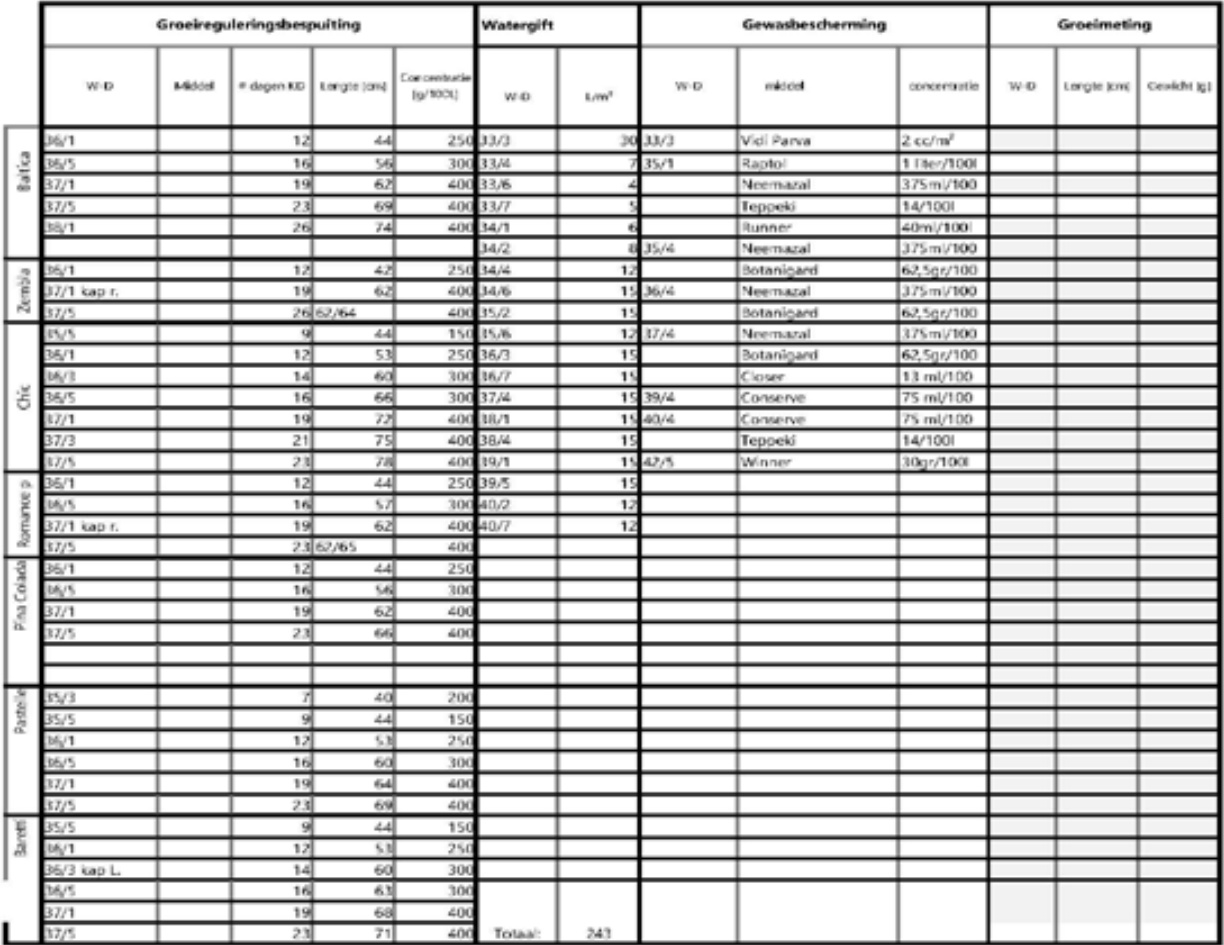 Groeireguleringsbespuiting Watergift Gewasbescherming Groeimeting
W-D Middel # dagen KD Lengte (cm) Concentratie (g/100L) W-D L/m² W-D middel concentratie W-D Lengte (cm) Gewicht (g)
Baltica
36/1 12 44 250 33/3 30 33/3 Vidi Parva 2 cc/m²
36/5 16 56 300 33/4 7 35/1 Raptol 1 liter/100l
37/1 19 62 400 33/6 4 Neemazal 375ml/100
37/5 23 69 400 33/7 5 Teppeki 14/100l
38/1 26 74 400 34/1 6 Runner 40ml/100l
34/2 8 35/4 Neemazal 375ml/100
Zembla
36/1 12 42 250 34/4 12 Botanigard 62,5gr/100
37/1 kap r. 19 62 400 34/6 15 36/4 Neemazal 375ml/100
37/5 26 62/64 400 35/2 15 Botanigard 62,5gr/100
Chic
35/5 9 44 150 35/6 12 37/4 Neemazal 375ml/100
36/1 12 53 250 36/3 15 Botanigard 62,5gr/100
36/3 14 60 300 36/7 15 Closer 13 ml/100
36/5 16 66 300 37/4 15 39/4 Conserve 75 ml/100
37/1 19 72 400 38/1 15 40/4 Conserve 75 ml/100
37/3 21 75 400 38/4 15 Teppeki 14/100l
37/5 23 78 400 39/1 15 42/5 Winner 30gr/100l
Romance p
36/1 12 44 250 39/5 15
36/5 16 57 300 40/2 12
37/1 kap r. 19 62 400 40/7 12
37/5 23 62/65 400
Pina Colada
36/1 12 44 250
36/5 16 56 300
37/1 19 62 400
37/5 23 66 400
Pastelle
35/3 7 40 200
35/5 9 44 150
36/1 12 53 250
36/5 16 60 300
37/1 19 64 400
37/5 23 69 400
Baretti
35/5 9 44 150
36/1 12 53 250
36/3 kap L. 14 60 300
36/5 16 63 300
37/1 19 68 400
37/5 23 71 400 Totaal: 243